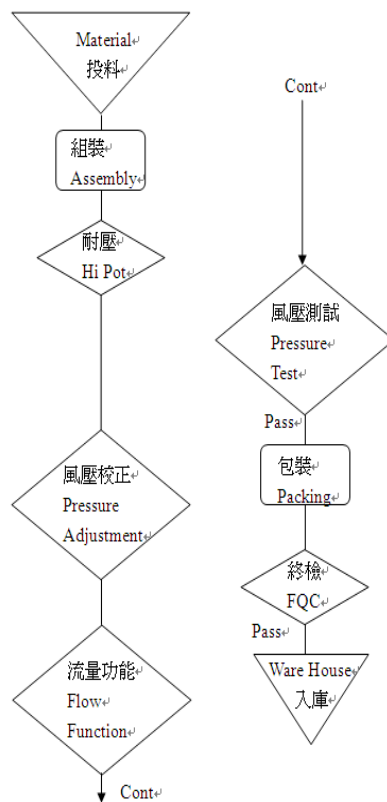 Material
投料
組裝
Assembly
耐壓
Hi Pot
風壓校正
Pressure
Adjustment
流量功能
Flow
Function
Cont
Cont
風壓測試
Pressure
Test
Pass
包裝
Packing
終檢
FQC
Pass
Ware House
入庫